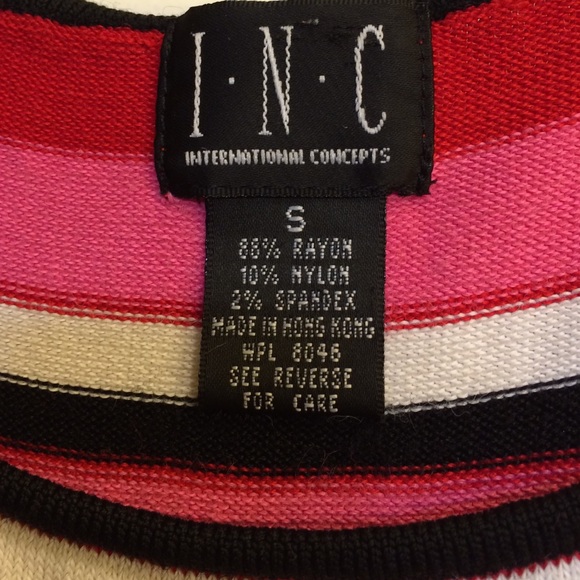 I·N·C
INTERNATIONAL CONCEPTS
S
88% RAYON
10% NYLON
2% SPANDEX
MADE IN HONG KONG
WPL 8046
SEE REVERSE
FOR CARE